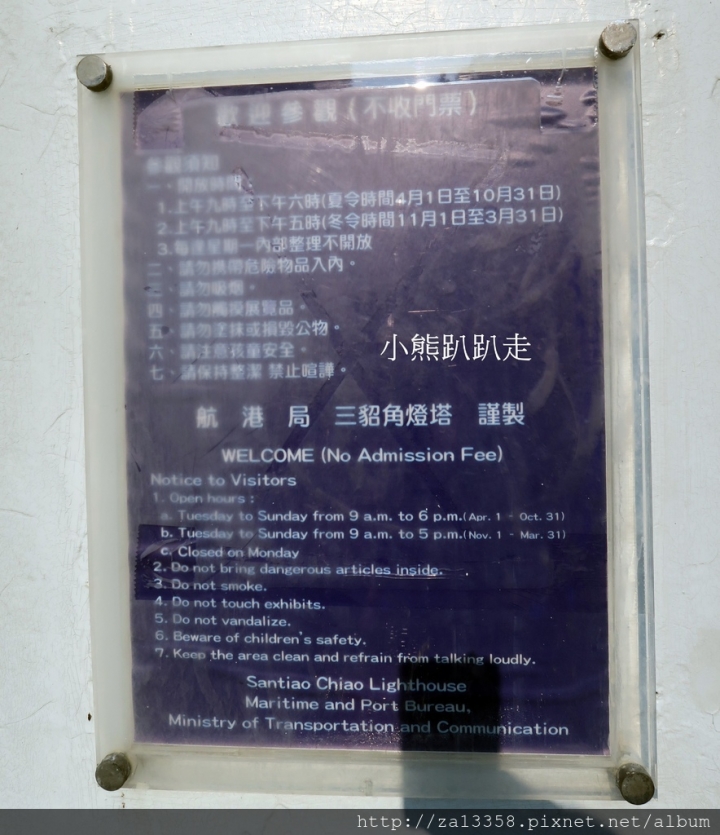 歡迎參觀(不收門票)
參觀須知
一、開放時間:
1.上午九時至下午六時(夏令時間4月1日至10月31日)
2.上午九時至下午五時(冬令時間11月1日至3月31日)
3.每逢星期一內部整理不開放
二、請勿攜帶危險物品入內。
三、請勿吸煙。
四、請勿觸摸展覽品。
五、請勿塗抹或損毀公物。
六、請注意孩童安全。
七、請保持整潔 禁止喧譁。
小熊趴趴走
航 港 局 三貂角燈塔 謹製
WELCOME (No Admission Fee)
Notice to Visitors
1. Open hours :
a. Tuesday to Sunday from 9 a.m. to 6 p.m.(Apr. 1 - Oct. 31)
b. Tuesday to Sunday from 9 a.m. to 5 p.m.(Nov. 1 - Mar. 31)
c. Closed on Monday
2. Do not bring dangerous articles inside.
3. Do not smoke.
4. Do not touch exhibits.
5. Do not vandalize.
6. Beware of children's safety.
7. Keep the area clean and refrain from talking loudly.
Santiao Chiao Lighthouse
Maritime and Port Bureau,
Ministry of Transportation and Communication
http://za13358.pixnet.net/album